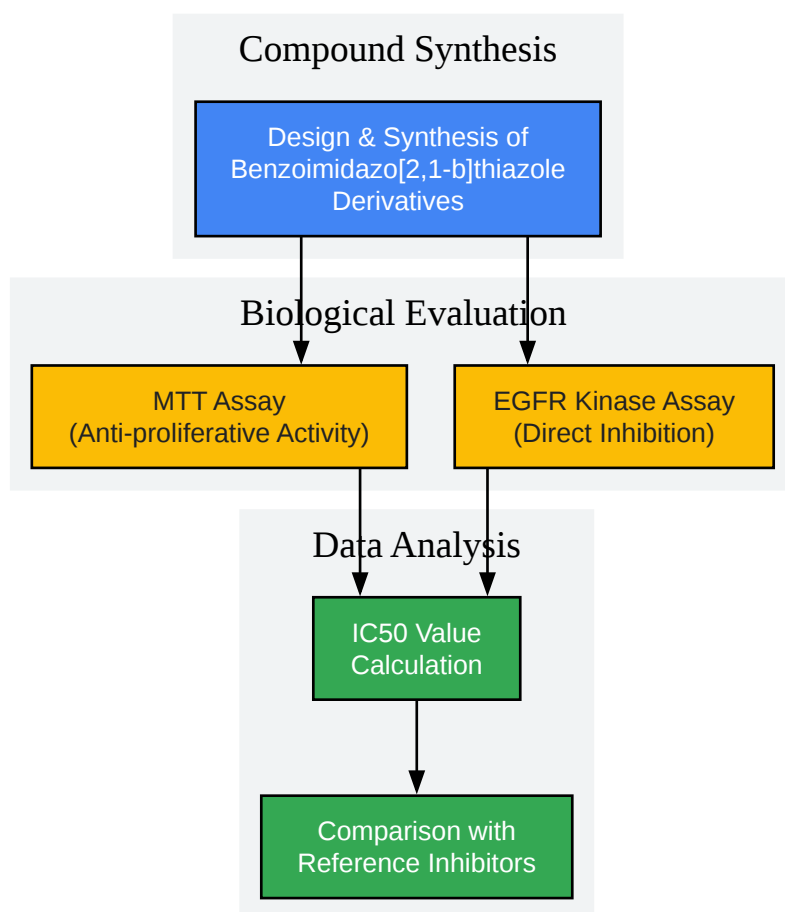 Compound Synthesis
Design & Synthesis of
Benzoimidazo[2,1-b]thiazole
Derivatives
Biological Evaluation
MTT Assay
(Anti-proliferative Activity)
EGFR Kinase Assay
(Direct Inhibition)
Data Analysis
IC50 Value
Calculation
Comparison with
Reference Inhibitors